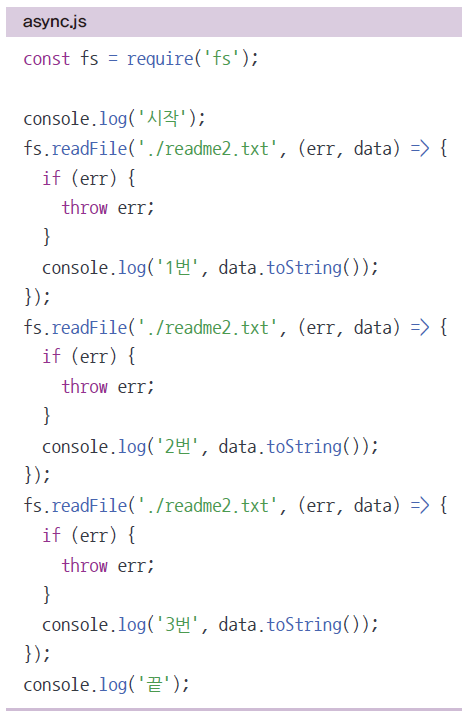 async.js
const fs = require('fs');
console.log('시작');
fs.readFile('./readme2.txt', (err, data) => {
if (err) {
throw err;
}
console.log('1번', data.toString());
});
fs.readFile('./readme2.txt', (err, data) => {
if (err) {
throw err;
}
console.log('2번', data.toString());
});
fs.readFile('./readme2.txt', (err, data) => {
if (err) {
throw err;
}
console.log('3번', data.toString());
});
console.log('끝');